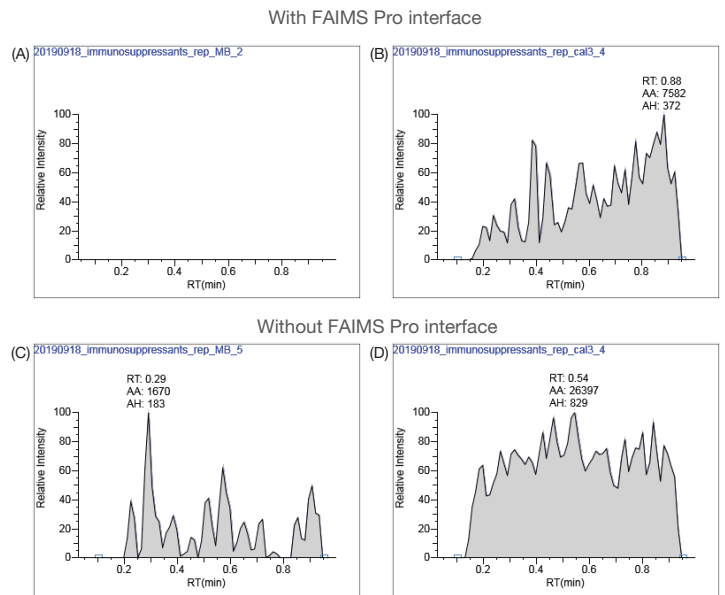 With FAIMS Pro interface
(A) 20190918_immunosuppressants_rep_MB_2
100
80
60
40
20
0
Relative Intensity
0.2 0.4 0.6 0.8
RT(min)
(B) 20190918_immunosuppressants_rep_cal3_4
RT: 0.88
AA: 7582
AH: 372
100
80
60
40
20
0
Relative Intensity
0.2 0.4 0.6 0.8
RT(min)
Without FAIMS Pro interface
(C) 20190918_immunosuppressants_rep_MB_5
RT: 0.29
AA: 1670
AH: 183
100
80
60
40
20
0
Relative Intensity
0.2 0.4 0.6 0.8
RT(min)
(D) 20190918_immunosuppressants_rep_cal3_4
RT: 0.54
AA: 26397
AH: 829
100
80
60
40
20
0
Relative Intensity
0.2 0.4 0.6 0.8
RT(min)